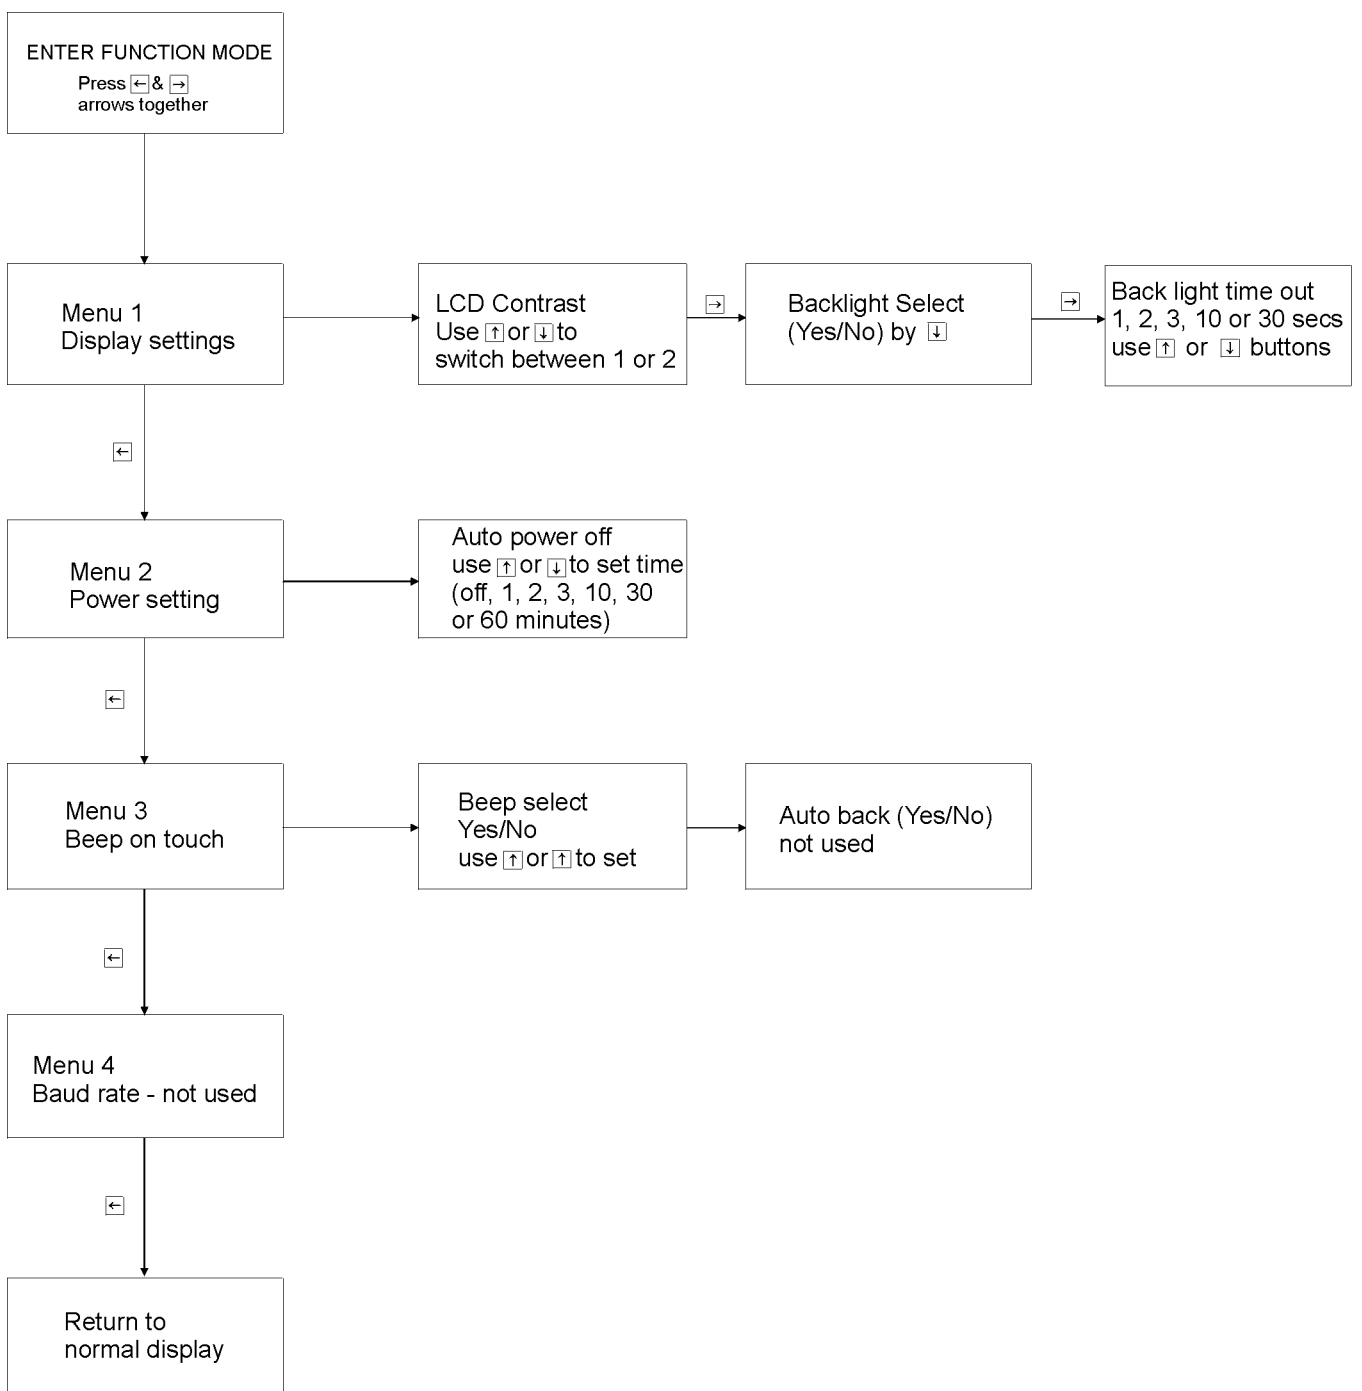 ENTER FUNCTION MODE
Press ← & →
arrows together
Menu 1
Display settings
LCD Contrast
Use ↑ or ↓ to
switch between 1 or 2
→
Backlight Select
(Yes/No) by ↓
→
Back light time out
1, 2, 3, 10 or 30 secs
use ↑ or ↓ buttons
←
Menu 2
Power setting
Auto power off
use ↑ or ↓ to set time
(off, 1, 2, 3, 10, 30
or 60 minutes)
←
Menu 3
Beep on touch
Beep select
Yes/No
use ↑ or ↑ to set
Auto back (Yes/No)
not used
←
Menu 4
Baud rate - not used
←
Return to
normal display